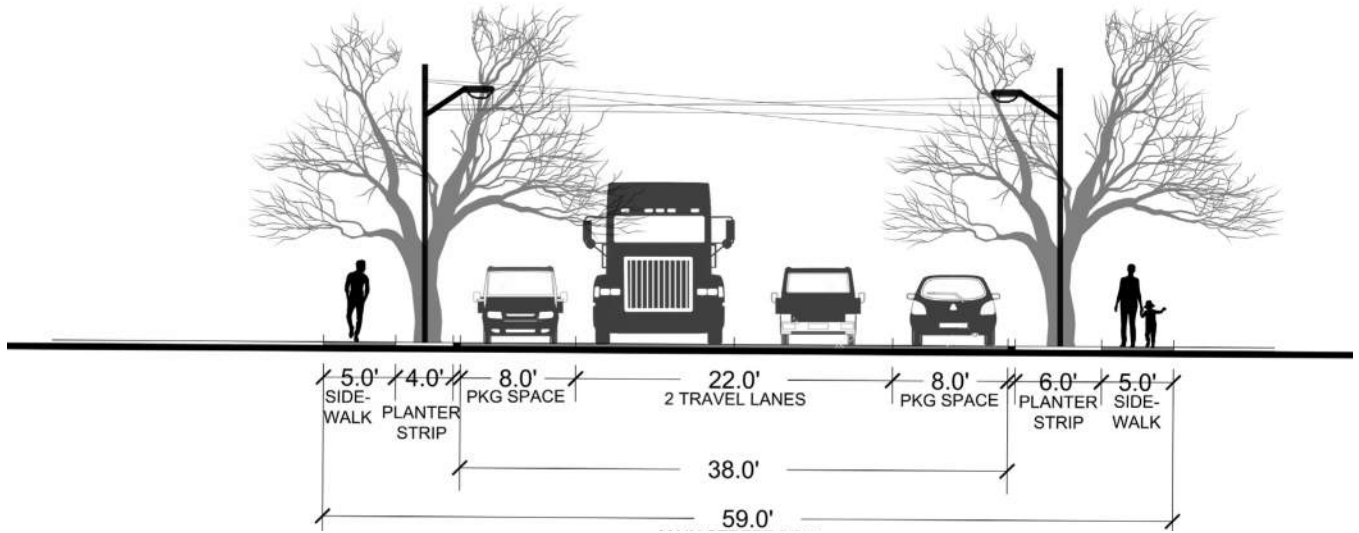 5.0' 4.0' 8.0' 22.0' 8.0' 6.0' 5.0'
SIDE- PKG SPACE 2 TRAVEL LANES PKG SPACE PLANTER SIDE-
WALK PLANTER STRIP WALK
STRIP
38.0'
59.0'